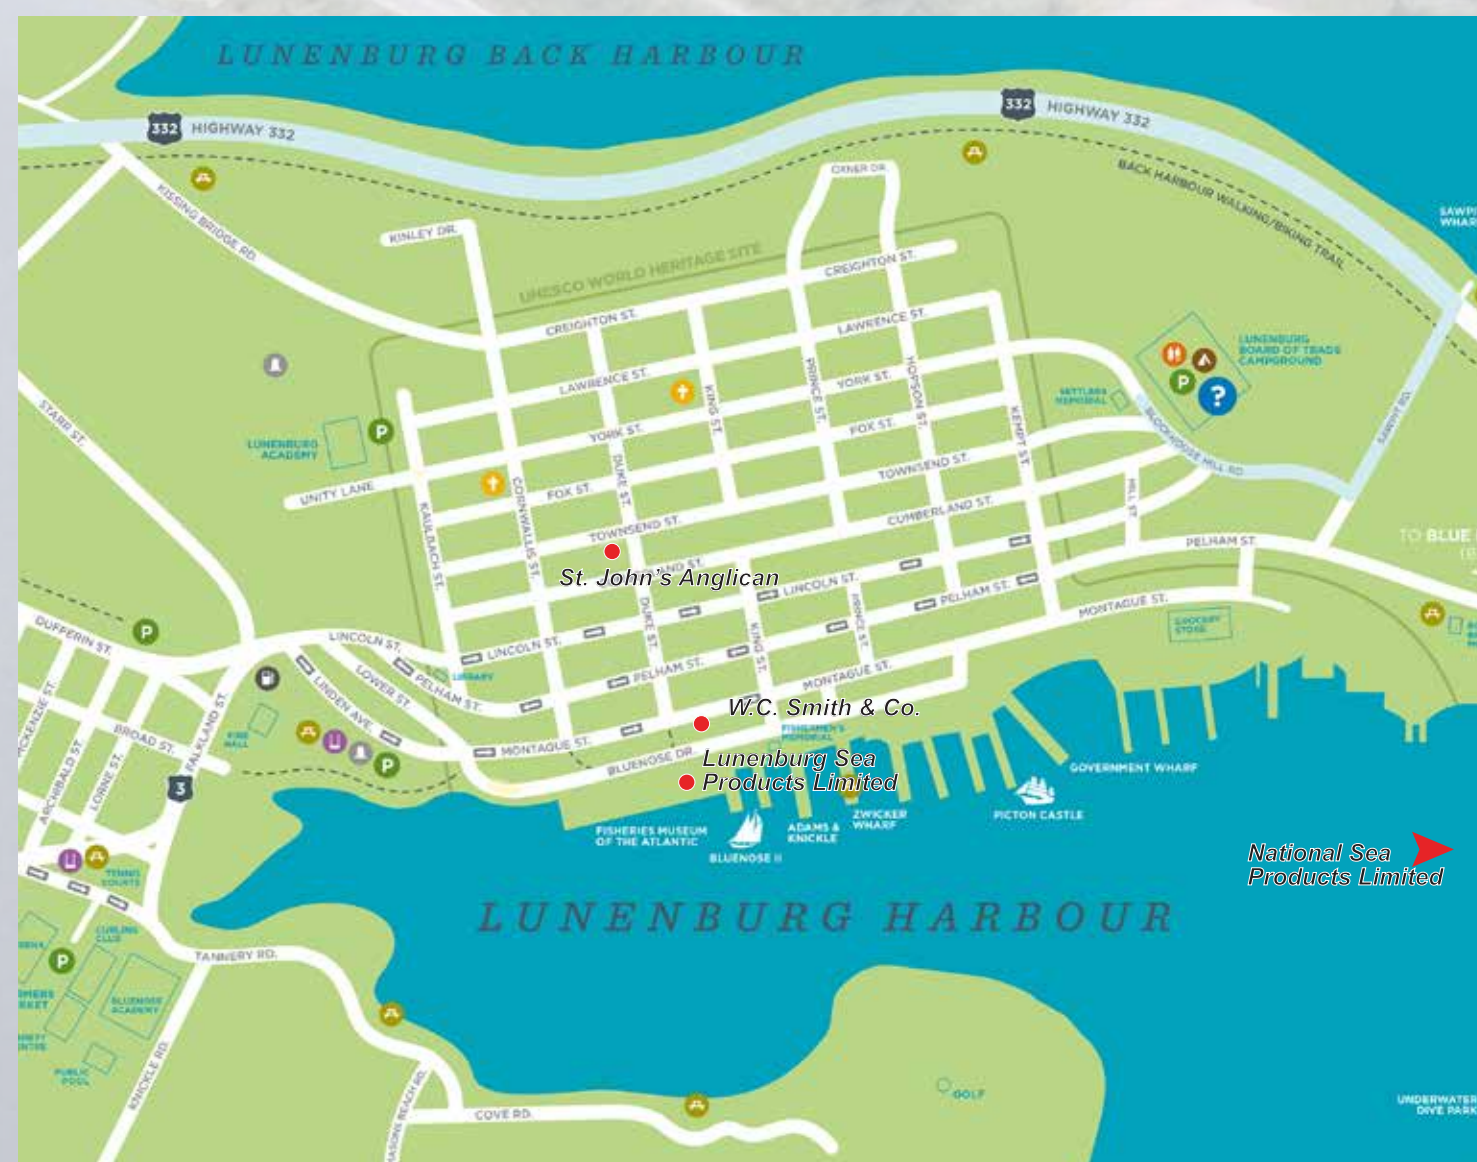 LUNENBURG BACK HARBOUR
332
HIGHWAY 332
332
HIGHWAY 332
BACK HARBOUR WALKING/BIKING TRAIL
KISSING BRIDGE RD.
KINLEY DR.
OXNER DR.
UNESCO WORLD HERITAGE SITE
CREIGHTON ST.
CREIGHTON ST.
LAWRENCE ST.
LAWRENCE ST.
YORK ST.
YORK ST.
FOX ST.
FOX ST.
TOWNSEND ST.
TOWNSEND ST.
CUMBERLAND ST.
KING ST.
PRINCE ST.
HOPSON ST.
KEMPT ST.
DUKE ST.
CORNWALLIS ST.
KAULBACH ST.
UNITY LANE
STARR ST.
LUNENBURG
ACADEMY
P
LUNENBURG
BOARD OF TRADE
CAMPGROUND
P
?
SETTLERS
MEMORIAL
BLOCKHOUSE HILL RD
SAWPIT RD.
HILL ST.
PELHAM ST.
TO BLUE
St. John's Anglican
LINCOLN ST.
LINCOLN ST.
LINCOLN ST.
DUKE ST.
KING ST.
PRINCE ST.
PELHAM ST.
PELHAM ST.
PELHAM ST.
MONTAGUE ST.
MONTAGUE ST.
MONTAGUE ST.
GROCERY
STORE
DUFFERIN ST.
P
LOWER ST.
LINDEN AVE.
LIBRARY
FALKLAND ST.
BROAD ST.
ARCHIBALD ST.
LORNE ST.
FIRE
HALL
P
3
BLUENOSE DR.
W.C. Smith & Co.
FISHERMEN'S
MEMORIAL
Lunenburg Sea
Products Limited
FISHERIES MUSEUM
OF THE ATLANTIC
BLUENOSE II
ADAMS &
KNICKLE
ZWICKER
WHARF
PICTON CASTLE
GOVERNMENT WHARF
National Sea
Products Limited
LUNENBURG HARBOUR
TENNIS
COURTS
CURLING
CLUB
P
BLUENOSE
ACADEMY
PUBLIC
POOL
TANNERY RD.
KNICKLE RD.
COVE RD.
GOLF
UNDERWATER
DIVE PARK